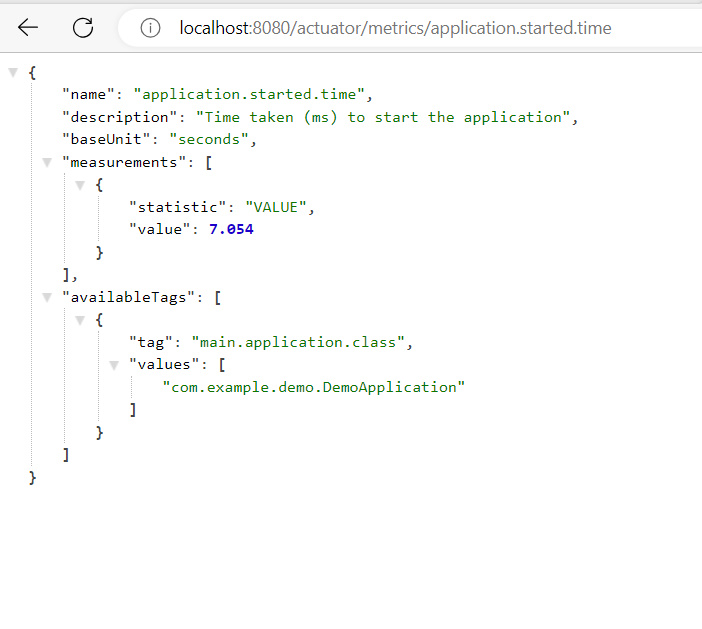 localhost:8080/actuator/metrics/application.started.time
{
"name": "application.started.time",
"description": "Time taken (ms) to start the application",
"baseUnit": "seconds",
"measurements": [
{
"statistic": "VALUE",
"value": 7.054
}
],
"availableTags": [
{
"tag": "main.application.class",
"values": [
"com.example.demo.DemoApplication"
]
}
]
}